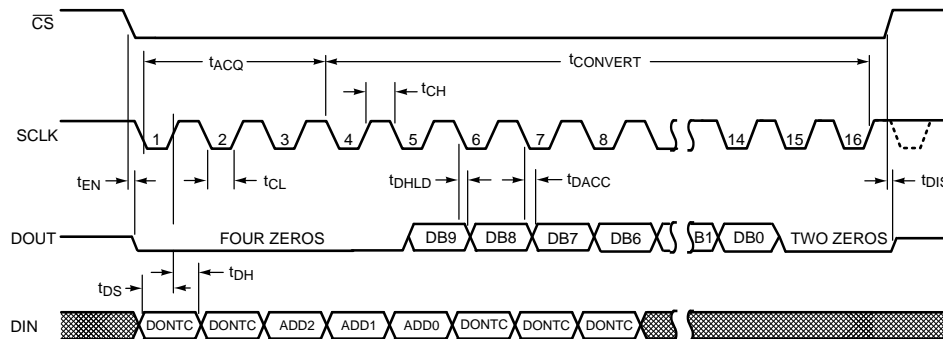 CS
tACQ
tCONVERT
tCH
SCLK
1 2 3 4 5 6 7 8 14 15 16
tEN
tCL
tDHLD
tDACC
tDIS
DOUT
FOUR ZEROS DB9 DB8 DB7 DB6 B1 DB0 TWO ZEROS
tDH
tDS
DIN
DONTC DONTC ADD2 ADD1 ADD0 DONTC DONTC DONTC